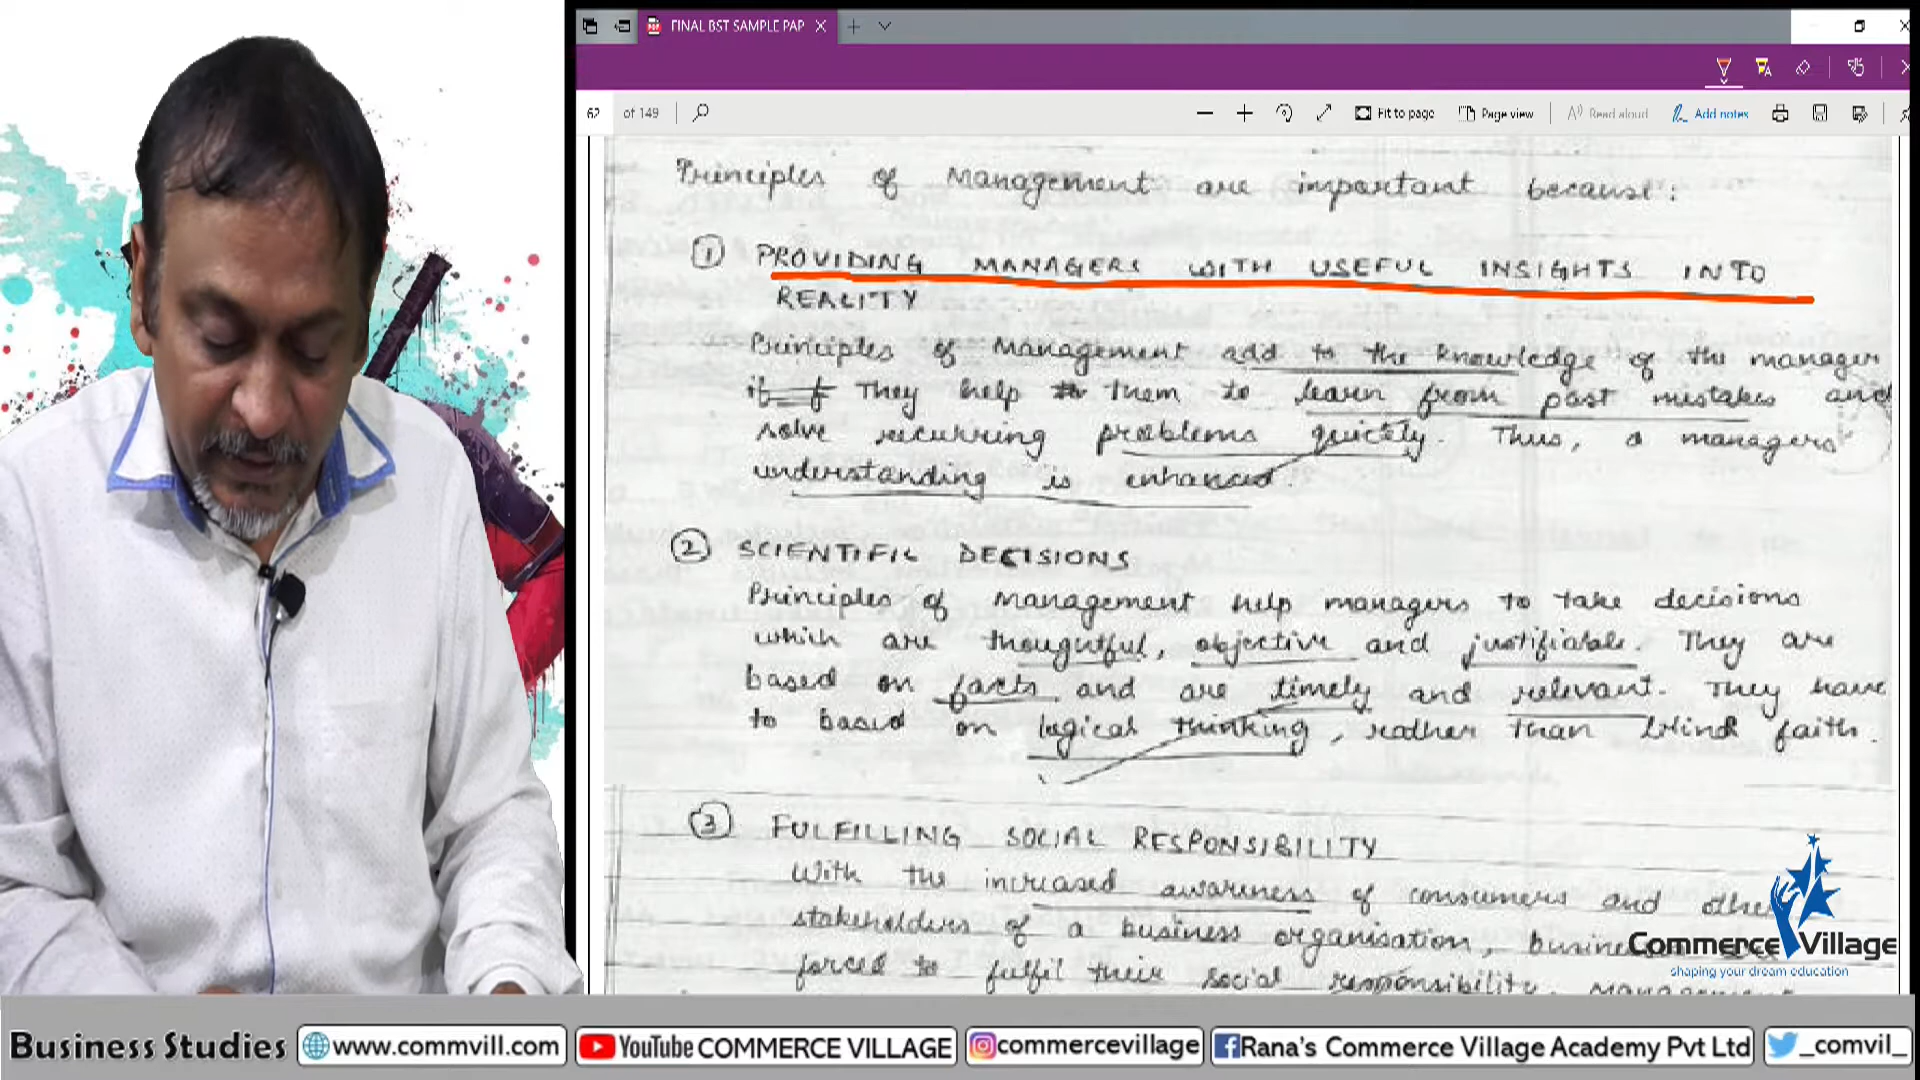 FINAL BST SAMPLE PAP
62 of 149
Fit to page
Page view
Read aloud
Add notes
Principles of Management are important because:
① PROVIDING MANAGERS WITH USEFUL INSIGHTS INTO
REALITY
Principles of Management add to the knowledge of the manager
They help them to learn from past mistakes and
solve recurring problems quickly. Thus, a managers
understanding is enhanced.
② SCIENTIFIC DECISIONS
Principles of Management help managers to take decisions
which are thoughtful, objective and justifiable. They are
based on facts and are timely and relevant. They have
to based on logical thinking, rather than blind faith.
③ FULFILLING SOCIAL RESPONSIBILITY
With the increased awareness of consumers and other
stakeholders of a business organisation,
forced to fulfil their social responsibility. Management
Commerce Village
shaping your dream education
Business Studies
www.commvill.com
YouTube COMMERCE VILLAGE
commercevillage
Rana's Commerce Village Academy Pvt Ltd
_comvil_